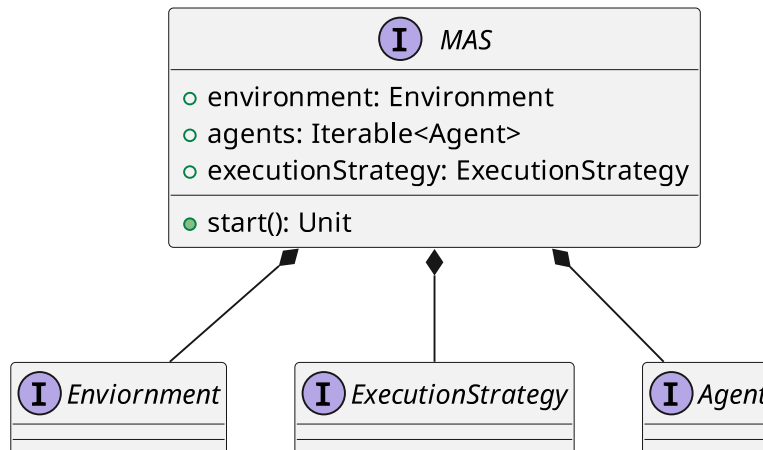 I MAS
environment: Environment
agents: Iterable<Agent>
executionStrategy: ExecutionStrategy
start(): Unit
I Enviornment
I ExecutionStrategy
I Agent